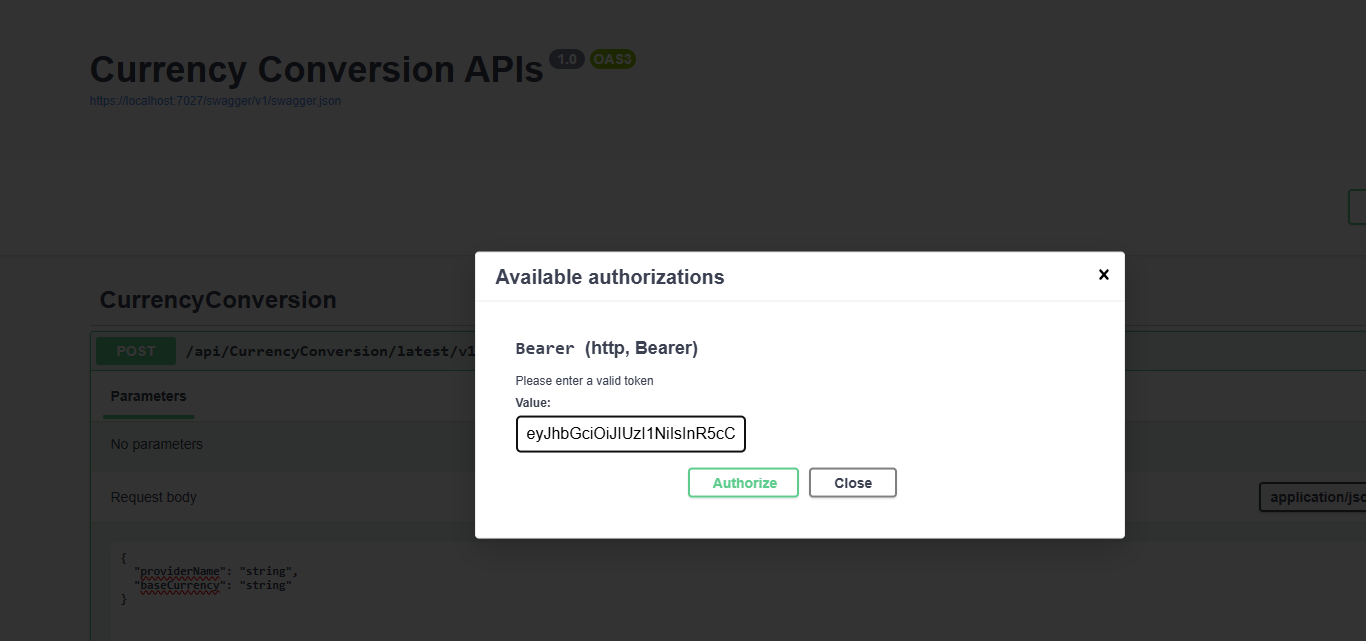 Currency Conversion APIs 1.0 OAS3
https://localhost:7027/swagger/v1/swagger.json
Available authorizations
CurrencyConversion
Bearer (http, Bearer)
POST /api/CurrencyConversion/latest/v1
Please enter a valid token
Parameters
Value:
eyJhbGciOiJIUzI1NiIsInR5cC
No parameters
Authorize Close
Request body
application/jso
{
"providerName": "string",
"baseCurrency": "string"
}